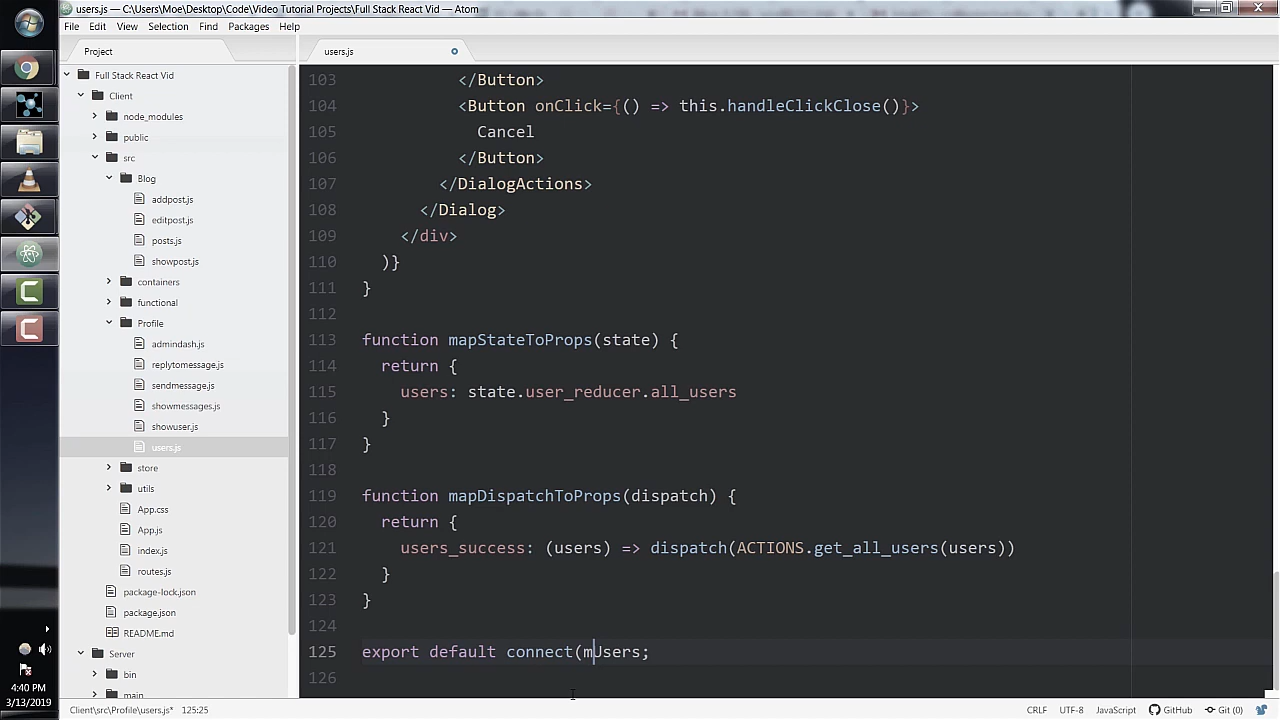 users.js — C:\Users\Moe\Desktop\Code\Video Tutorial Projects\Full Stack React Vid — Atom
File Edit View Selection Find Packages Help
Project
users.js
Full Stack React Vid
Client
node_modules
public
src
Blog
addpost.js
editpost.js
posts.js
showpost.js
containers
functional
Profile
admindash.js
replytomessage.js
sendmessage.js
showmessages.js
showuser.js
users.js
store
utils
App.css
App.js
index.js
routes.js
package-lock.json
package.json
README.md
Server
bin
main
103 </Button>
104 <Button onClick={() => this.handleClickClose()}>
105 Cancel
106 </Button>
107 </DialogActions>
108 </Dialog>
109 </div>
110 )}
111 }
112
113 function mapStateToProps(state) {
114 return {
115 users: state.user_reducer.all_users
116 }
117 }
118
119 function mapDispatchToProps(dispatch) {
120 return {
121 users_success: (users) => dispatch(ACTIONS.get_all_users(users))
122 }
123 }
124
125 export default connect(mUsers;
126
4:40 PM
3/13/2019
Client\src\Profile\users.js* 125:25
CRLF UTF-8 JavaScript GitHub Git (0)